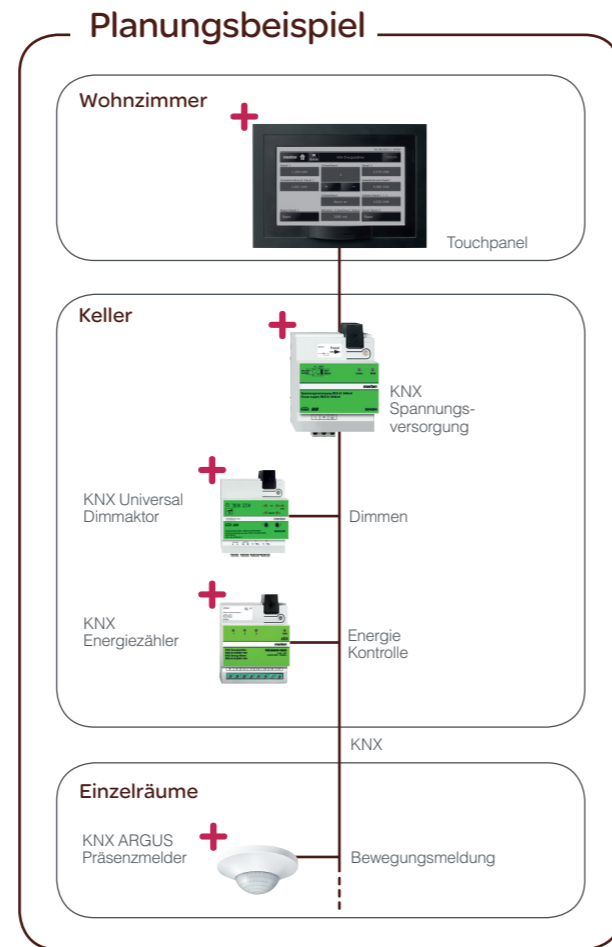 Planungsbeispiel
Wohnzimmer
Touchpanel
Keller
KNX
Spannungs-
versorgung
KNX Universal
Dimmaktor
Dimmen
KNX
Energiezähler
Energie
Kontrolle
KNX
Einzelräume
KNX ARGUS
Präsenzmelder
Bewegungsmeldung